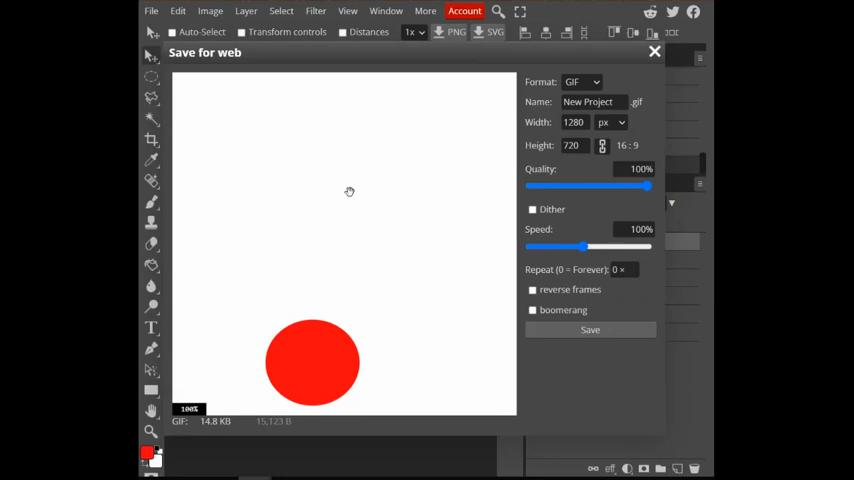 File Edit Image Layer Select Filter View Window More Account
Auto-Select Transform controls Distances 1x PNG SVG
Save for web
Format: GIF
Name: New Project .gif
Width: 1280 px
Height: 720 16 : 9
Quality: 100%
Dither
Speed: 100%
Repeat (0 = Forever): 0 ×
reverse frames
boomerang
Save
100%
GIF: 14.8 KB 15,123 B
eff